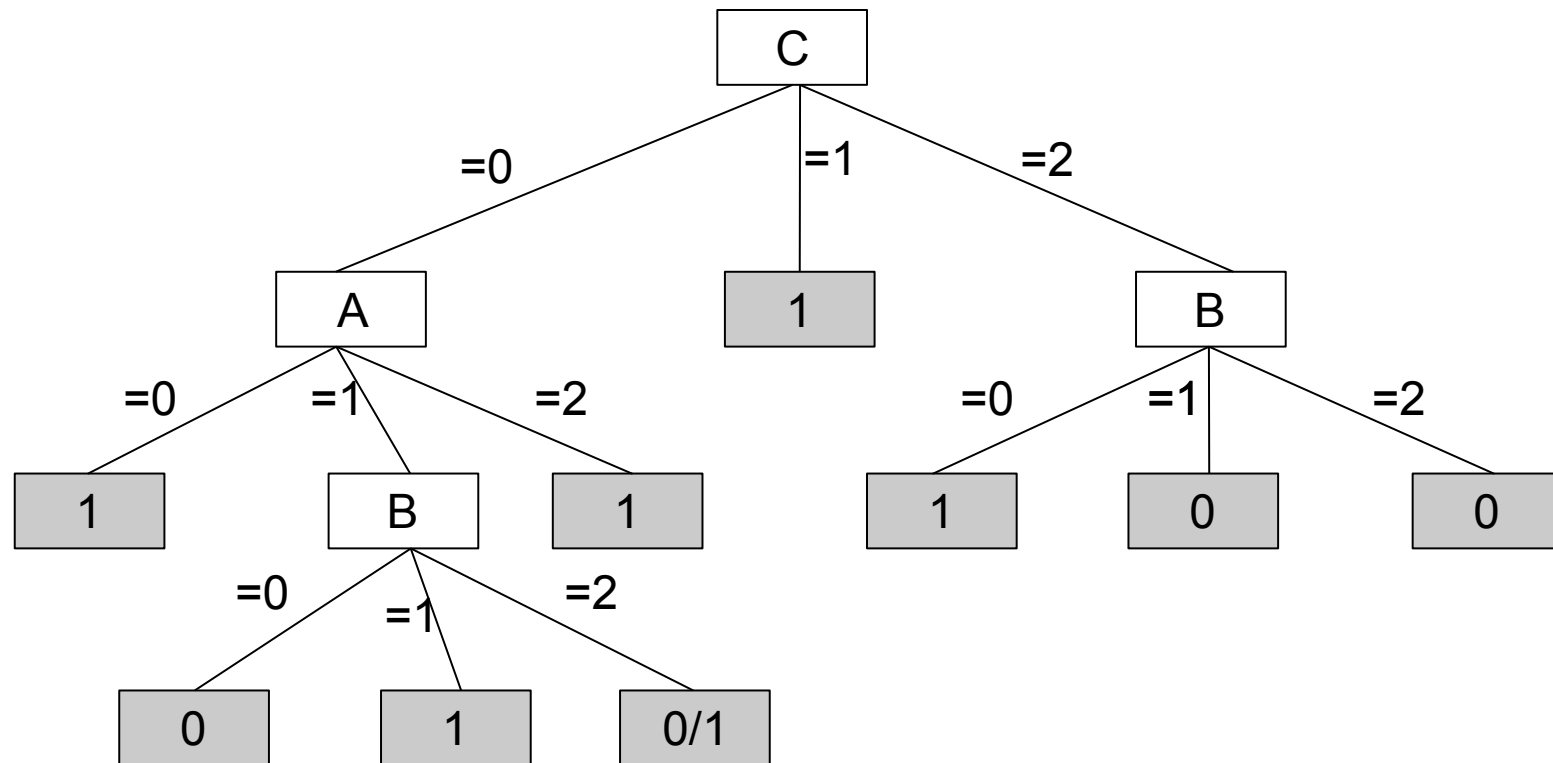 C
=0 =1 =2
A 1 B
=0 =1 =2 =0 =1 =2
1 B 1 1 0 0
=0 =1 =2
0 1 0/1